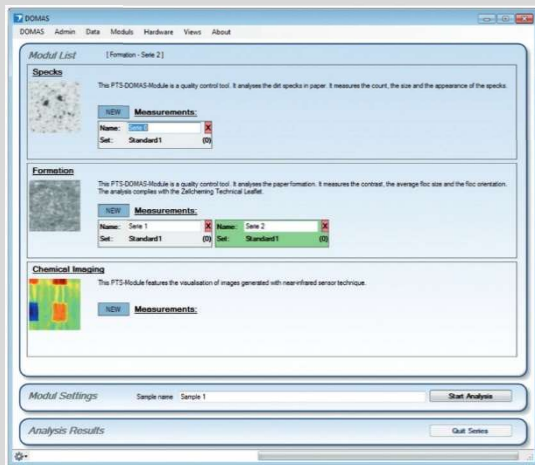 DOMAS
DOMAS Admin Data Moduls Hardware Views About
Modul List [ Formation - Serie 2 ]
Specks
This PTS-DOMAS-Module is a quality control tool. It analyses the dirt specks in paper. It measures the count, the size and the appearance of the specks.
NEW Measurements:
Name: Serie 0 X
Set: Standard1 (0)
Formation
This PTS-DOMAS-Module is a quality control tool. It analyses the paper formation. It measures the contrast, the average floc size and the floc orientation.
The analysis complies with the Zellcheming Technical Leaflet.
NEW Measurements:
Name: Serie 1 X Name: Serie 2 X
Set: Standard1 (0) Set: Standard1 (0)
Chemical Imaging
This PTS-Module features the visualisation of images generated with near-infrared sensor technique.
NEW Measurements:
Modul Settings Sample name Sample 1 Start Analysis
Analysis Results Quit Series